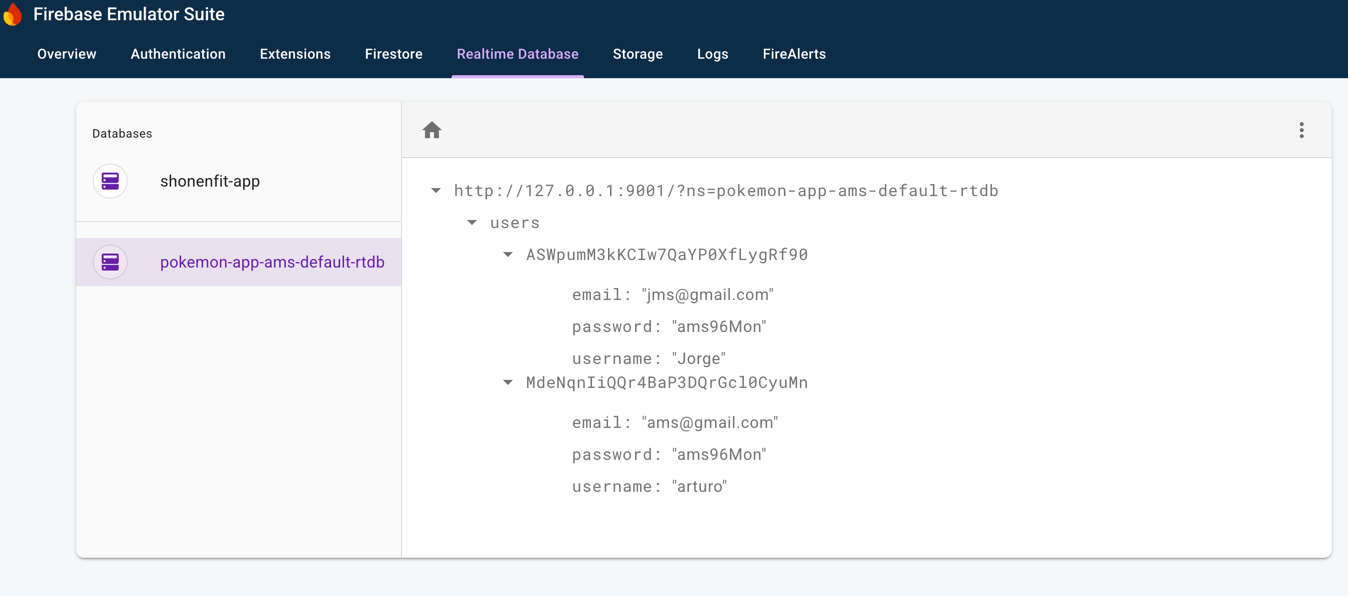 Firebase Emulator Suite
Overview Authentication Extensions Firestore Realtime Database Storage Logs FireAlerts
Databases
shonenfit-app
pokemon-app-ams-default-rtdb
http://127.0.0.1:9001/?ns=pokemon-app-ams-default-rtdb
users
ASWpumM3kKCIw7QaYP0XfLygRf90
email: "jms@gmail.com"
password: "ams96Mon"
username: "Jorge"
MdeNqnIiQQr4BaP3DQrGcl0CyuMn
email: "ams@gmail.com"
password: "ams96Mon"
username: "arturo"